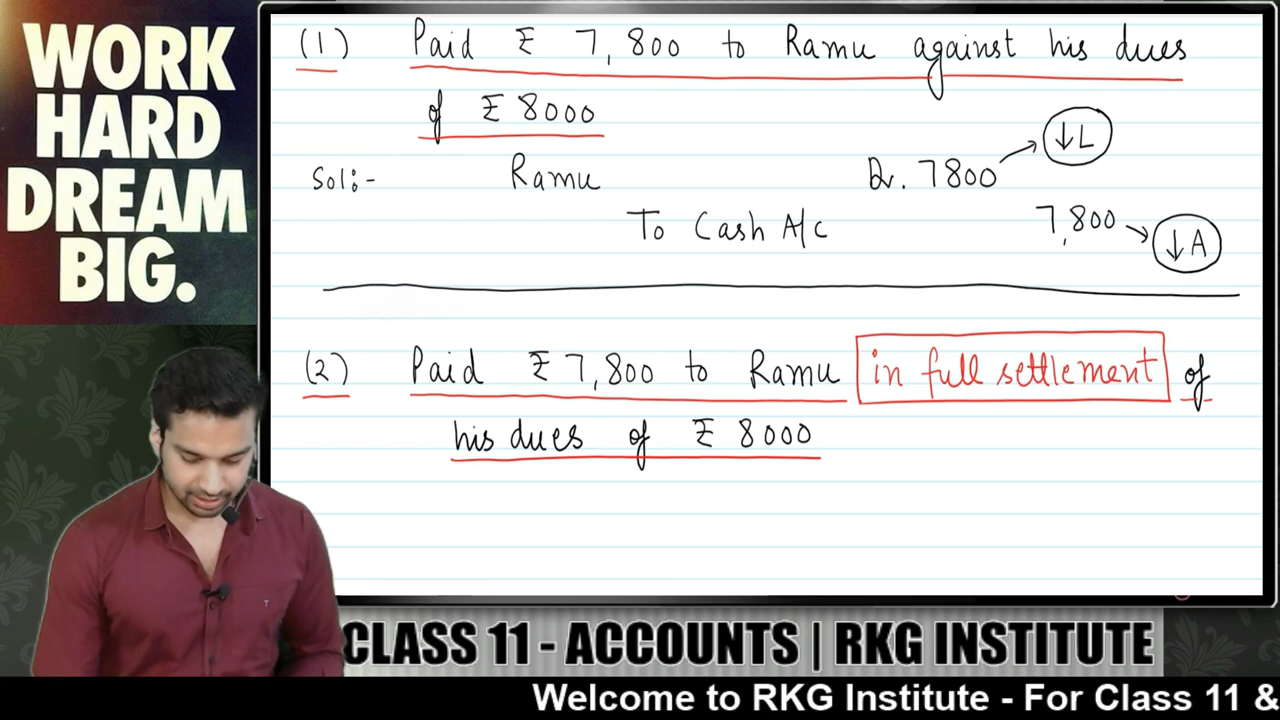 WORK
HARD
DREAM
BIG.
(1) Paid ₹ 7,800 to Ramu against his dues
of ₹ 8000
Sol:- Ramu Dr. 7800 → ↓L
To Cash A/c 7,800 → ↓A
(2) Paid ₹ 7,800 to Ramu in full settlement of
his dues of ₹ 8000
CLASS 11 - ACCOUNTS | RKG INSTITUTE
Welcome to RKG Institute - For Class 11 &